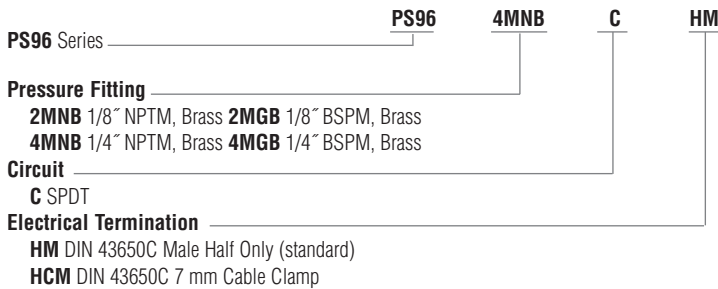 PS96 4MNB C HM
PS96 Series
Pressure Fitting
2MNB 1/8˝ NPTM, Brass 2MGB 1/8˝ BSPM, Brass
4MNB 1/4˝ NPTM, Brass 4MGB 1/4˝ BSPM, Brass
Circuit
C SPDT
Electrical Termination
HM DIN 43650C Male Half Only (standard)
HCM DIN 43650C 7 mm Cable Clamp